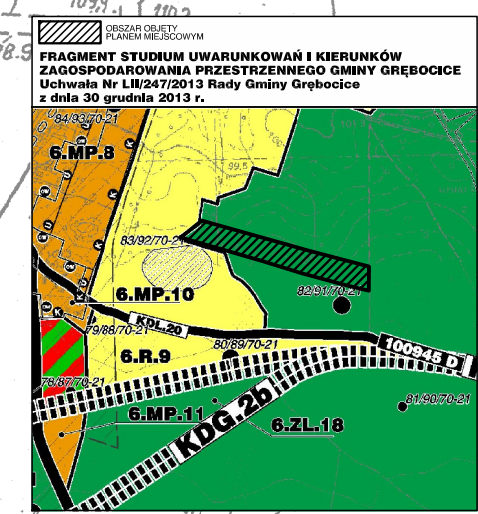 OBSZAR OBJĘTY
PLANEM MIEJSCOWYM
FRAGMENT STUDIUM UWARUNKOWAŃ I KIERUNKÓW
ZAGOSPODAROWANIA PRZESTRZENNEGO GMINY GRĘBOCICE
Uchwała Nr LII/247/2013 Rady Gminy Grębocice
z dnia 30 grudnia 2013 r.
84/93/70-21
6.MP.8
99,5
83/92/70-21
82/91/70-21
6.MP.10
79/88/70-21
KDL.20
80/89/70-21
100945 D
6.R.9
78/87/70-21
6.MP.11
KDG.2b
6.ZL.18
81/90/70-21